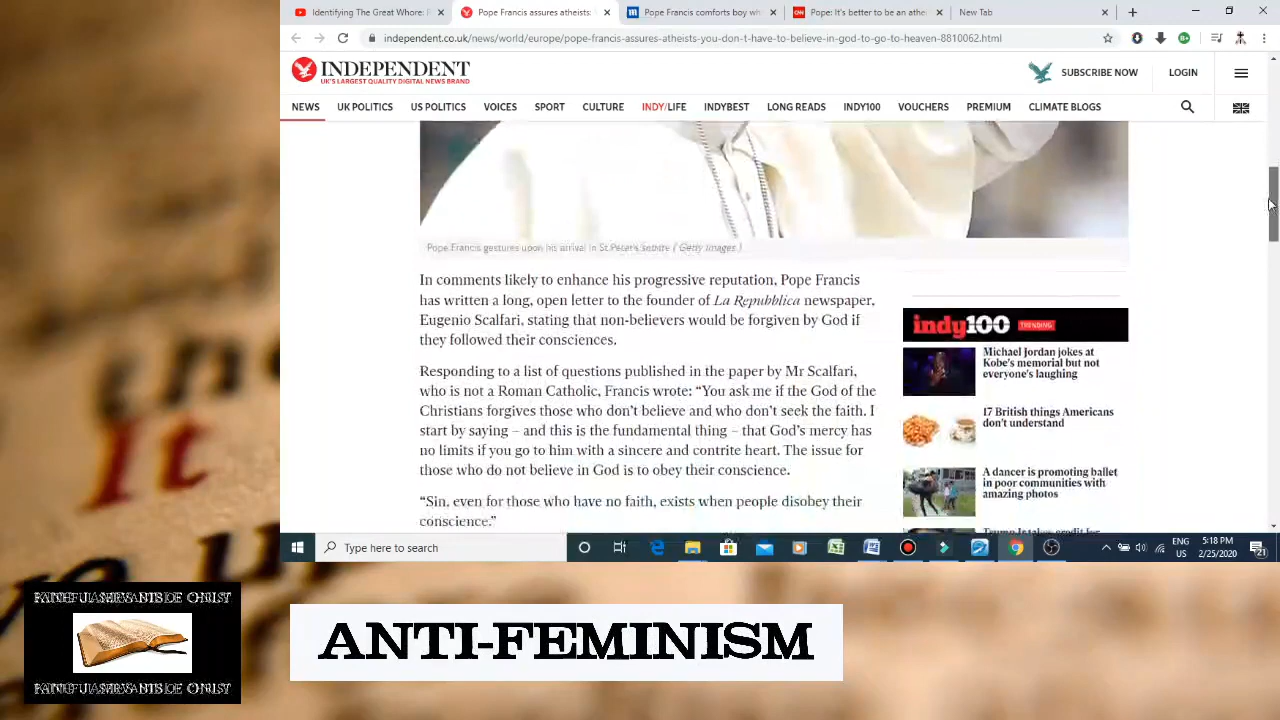 Identifying The Great Whore:
Pope Francis assures atheists:
Pope Francis comforts boy wh
Pope: It's better to be an athe
New Tab
independent.co.uk/news/world/europe/pope-francis-assures-atheists-you-don-t-have-to-believe-in-god-to-go-to-heaven-8810062.html
INDEPENDENT
UK'S LARGEST QUALITY DIGITAL NEWS BRAND
SUBSCRIBE NOW
LOGIN
NEWS UK POLITICS US POLITICS VOICES SPORT CULTURE INDY/LIFE INDYBEST LONG READS INDY100 VOUCHERS PREMIUM CLIMATE BLOGS
Pope Francis gestures upon his arrival in St Peter's square ( Getty Images )
In comments likely to enhance his progressive reputation, Pope Francis
has written a long, open letter to the founder of La Repubblica newspaper,
Eugenio Scalfari, stating that non-believers would be forgiven by God if
they followed their consciences.
Responding to a list of questions published in the paper by Mr Scalfari,
who is not a Roman Catholic, Francis wrote: “You ask me if the God of the
Christians forgives those who don’t believe and who don’t seek the faith. I
start by saying – and this is the fundamental thing – that God’s mercy has
no limits if you go to him with a sincere and contrite heart. The issue for
those who do not believe in God is to obey their conscience.
“Sin, even for those who have no faith, exists when people disobey their
conscience.”
indy100 TRENDING
Michael Jordan jokes at
Kobe's memorial but not
everyone's laughing
17 British things Americans
don't understand
A dancer is promoting ballet
in poor communities with
amazing photos
It
Type here to search
ENG
US
5:18 PM
2/25/2020
21
ANTI-FEMINISM